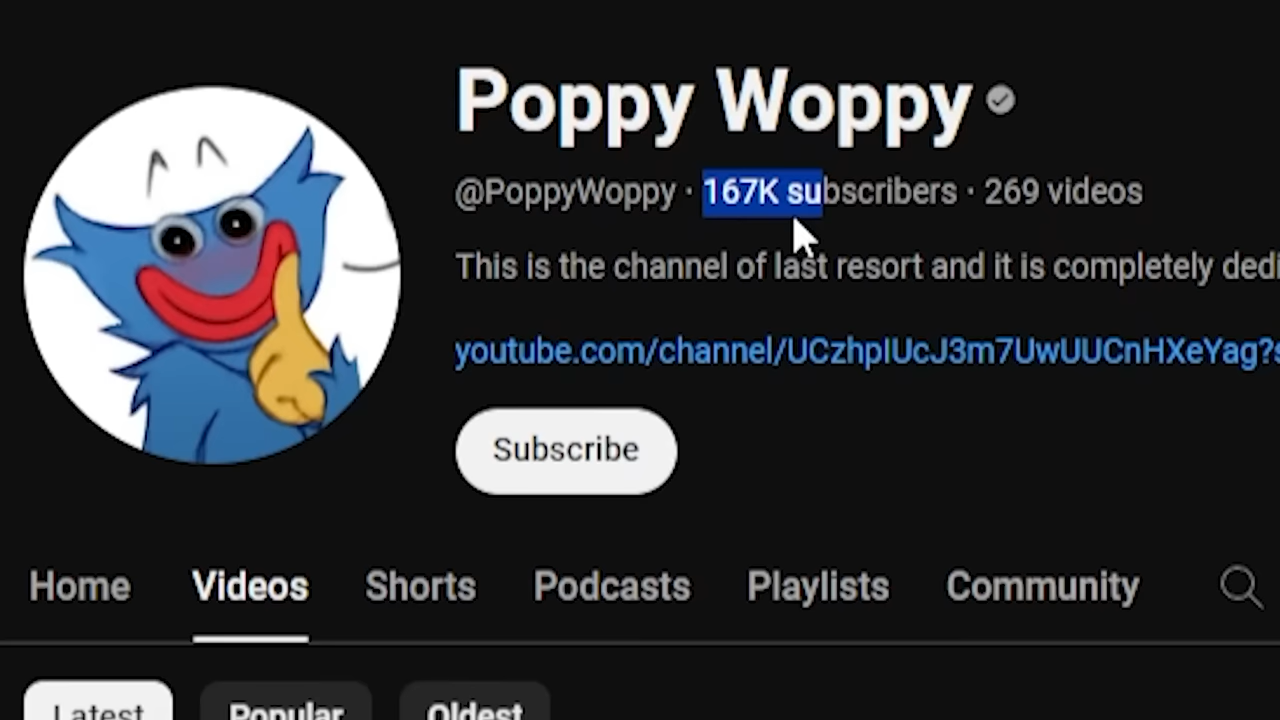 Poppy Woppy
@PoppyWoppy · 167K subscribers · 269 videos
This is the channel of last resort and it is completely dedi
youtube.com/channel/UCzhpIUcJ3m7UwUUCnHXeYag?s
Subscribe
Home Videos Shorts Podcasts Playlists Community
Latest Popular Oldest